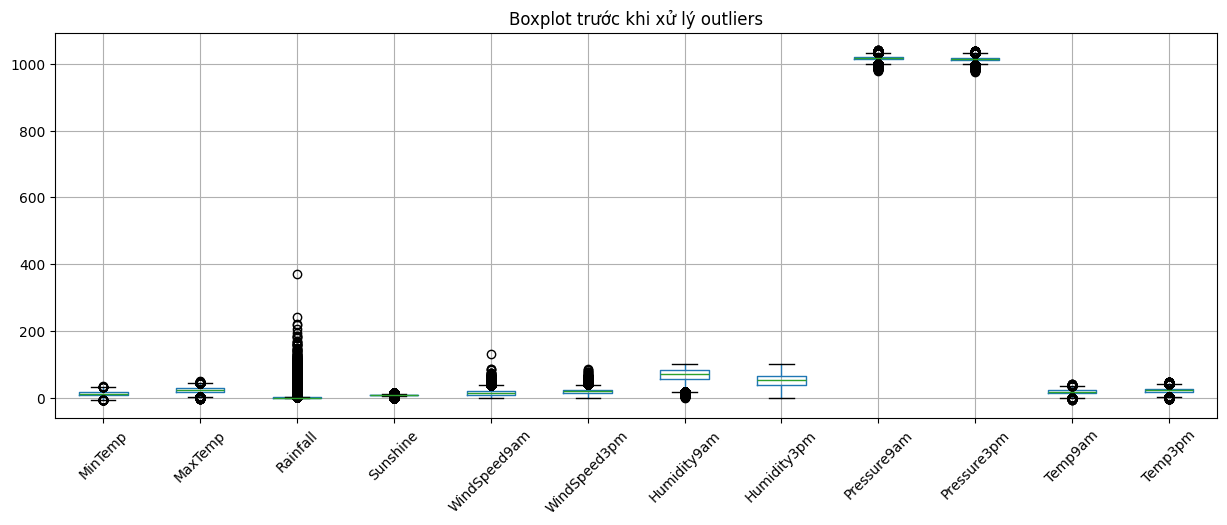 Boxplot trước khi xử lý outliers
1000
800
600
400
200
0
MinTemp
MaxTemp
Rainfall
Sunshine
WindSpeed9am
WindSpeed3pm
Humidity9am
Humidity3pm
Pressure9am
Pressure3pm
Temp9am
Temp3pm